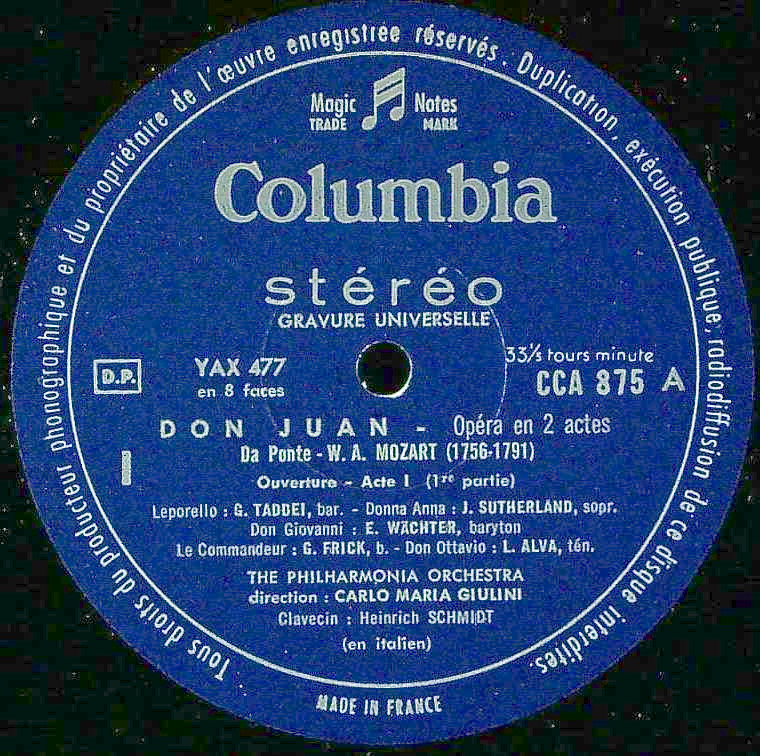 Tous droits du producteur phonographique et du propriétaire de l'œuvre enregistrée réservés. Duplication, exécution publique, radiodiffusion de ce disque interdites.
Magic Notes
TRADE MARK
Columbia
stéréo
GRAVURE UNIVERSELLE
D.P.
YAX 477
en 8 faces
33⅓ tours minute
CCA 875 A
DON JUAN - Opéra en 2 actes
Da Ponte - W. A. MOZART (1756-1791)
I
Ouverture - Acte I (1re partie)
Leporello : G. TADDEI, bar. - Donna Anna : J. SUTHERLAND, sopr.
Don Giovanni : E. WÄCHTER, baryton
Le Commandeur : G. FRICK, b. - Don Ottavio : L. ALVA, tén.
THE PHILHARMONIA ORCHESTRA
direction : CARLO MARIA GIULINI
Clavecin : Heinrich SCHMIDT
(en italien)
MADE IN FRANCE